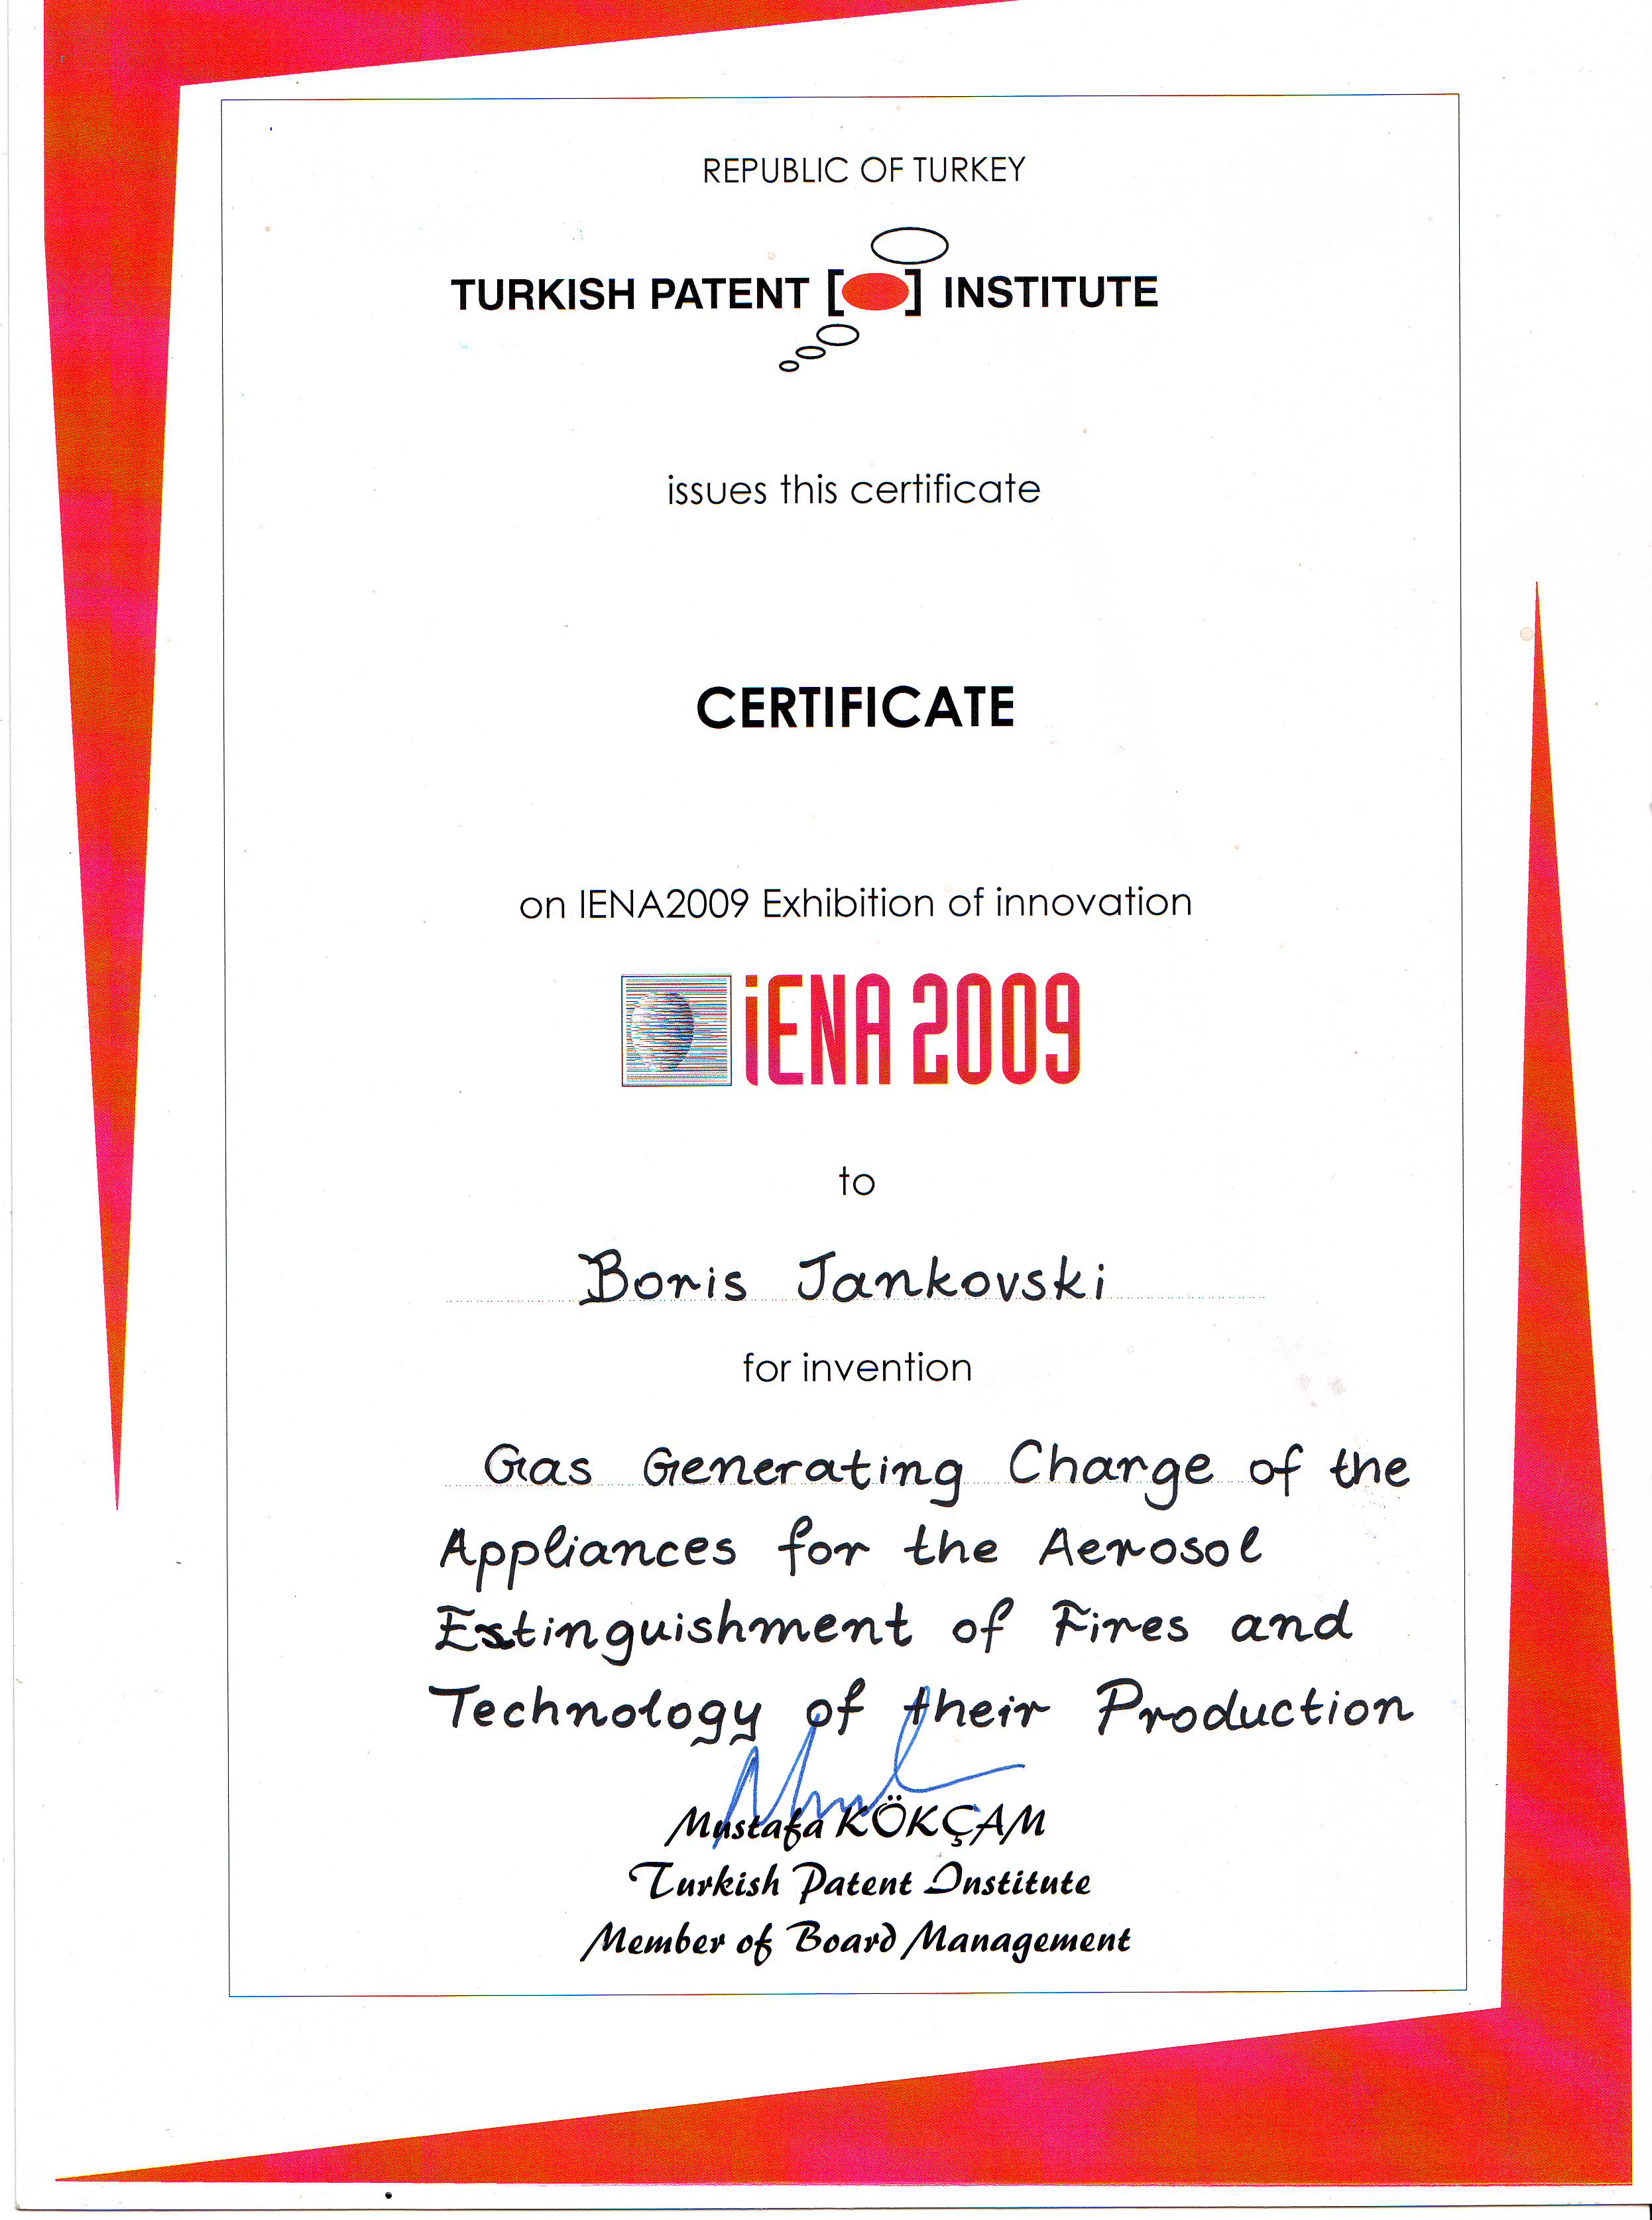 REPUBLIC OF TURKEY
TURKISH PATENT [ ] INSTITUTE
issues this certificate
CERTIFICATE
on IENA2009 Exhibition of innovation
iENA 2009
to
Boris Jankovski
for invention
Gas Generating Charge of the
Appliances for the Aerosol
Extinguishment of Fires and
Technology of their Production
Mustafa KÖKÇAM
Turkish Patent Institute
Member of Board Management